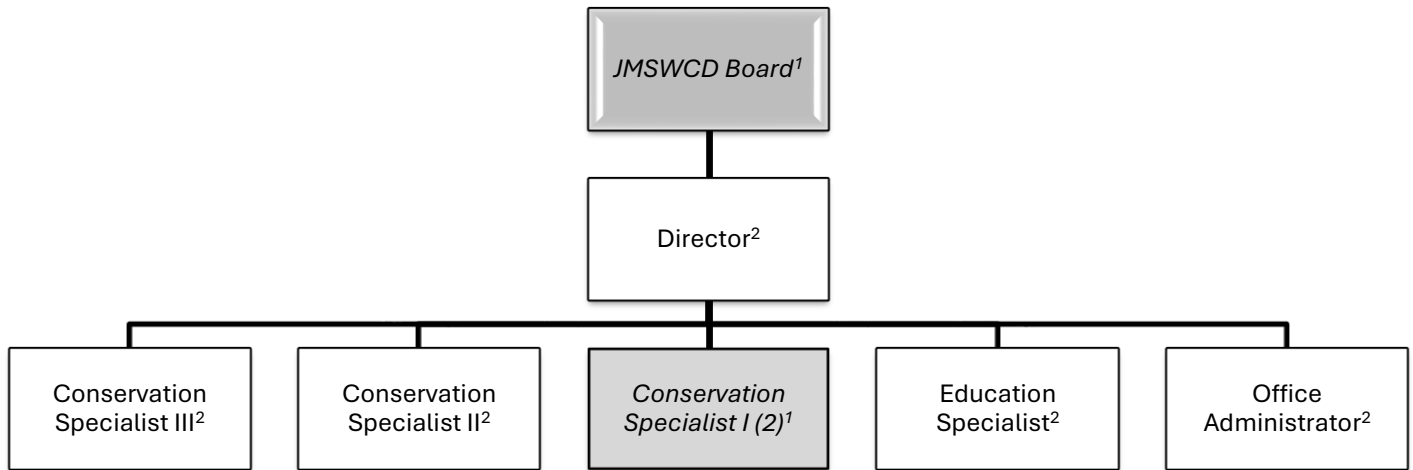 JMSWCD Board¹
Director²
Conservation
Specialist III²
Conservation
Specialist II²
Conservation
Specialist I (2)¹
Education
Specialist²
Office
Administrator²